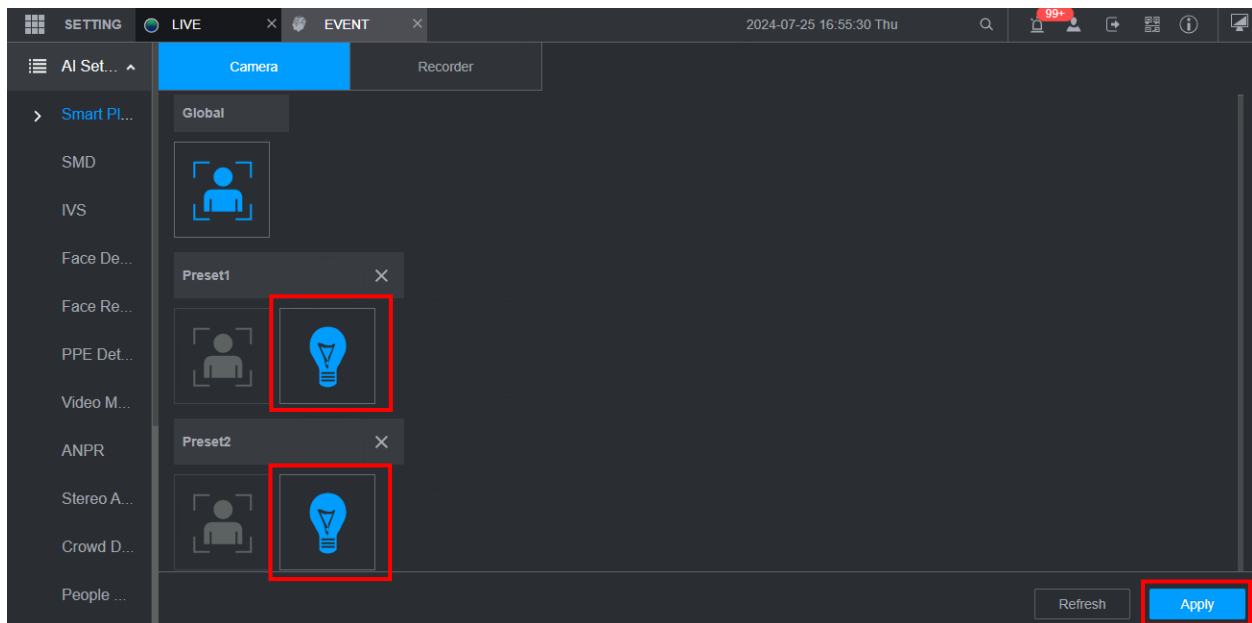 SETTING LIVE EVENT 2024-07-25 16:55:30 Thu 99+
AI Set...
Camera Recorder
Smart Pl...
Global
SMD
IVS
Face De...
Preset1
Face Re...
PPE Det...
Video M...
ANPR
Preset2
Stereo A...
Crowd D...
People ...
Refresh Apply